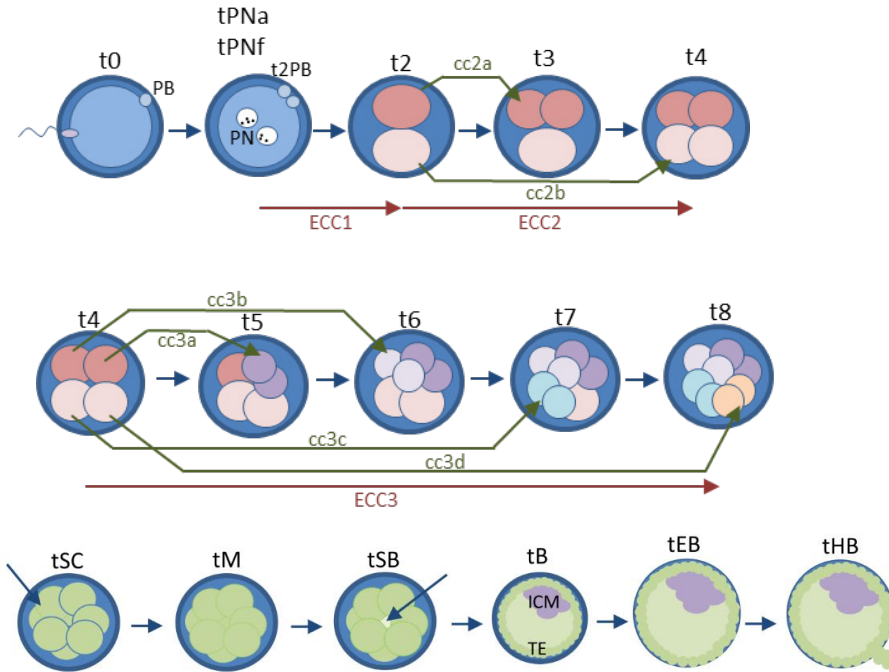 tPNa
tPNf
t0
PB
t2PB
PN
t2
cc2a
t3
t4
cc2b
ECC1
ECC2
t4
cc3b
cc3a
t5
t6
t7
t8
cc3c
cc3d
ECC3
tSC
tM
tSB
tB
tEB
tHB
ICM
TE